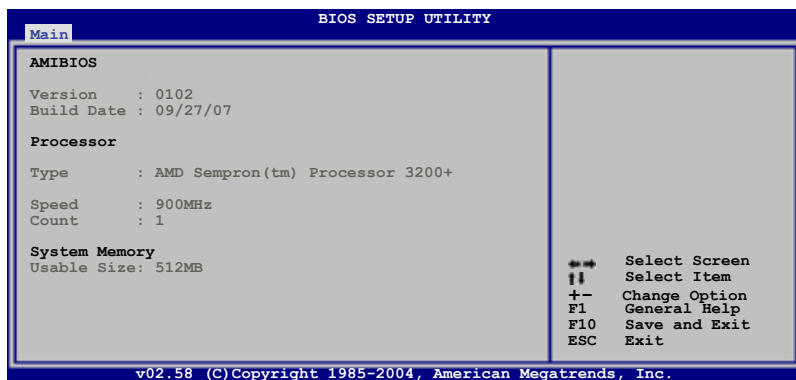 BIOS SETUP UTILITY
Main
AMIBIOS
Version : 0102
Build Date : 09/27/07
Processor
Type : AMD Sempron(tm) Processor 3200+
Speed : 900MHz
Count : 1
System Memory
Usable Size: 512MB
←→ Select Screen
↑↓ Select Item
+- Change Option
F1 General Help
F10 Save and Exit
ESC Exit
v02.58 (C)Copyright 1985-2004, American Megatrends, Inc.